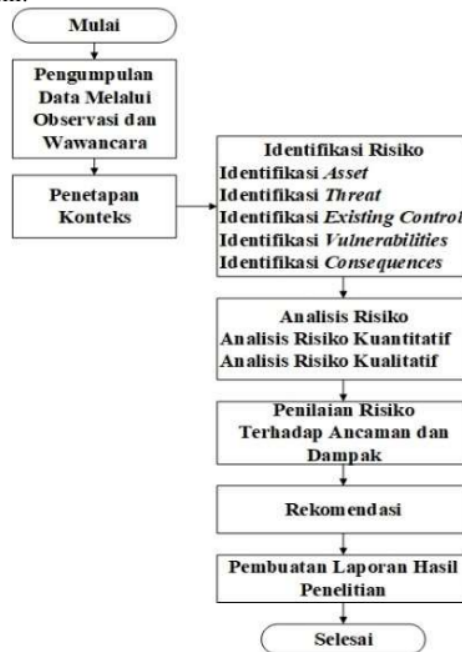 Mulai
Pengumpulan
Data Melalui
Observasi dan
Wawancara
Penetapan
Konteks
Identifikasi Risiko
Identifikasi Asset
Identifikasi Threat
Identifikasi Existing Control
Identifikasi Vulnerabilities
Identifikasi Consequences
Analisis Risiko
Analisis Risiko Kuantitatif
Analisis Risiko Kualitatif
Penilaian Risiko
Terhadap Ancaman dan
Dampak
Rekomendasi
Pembuatan Laporan Hasil
Penelitian
Selesai